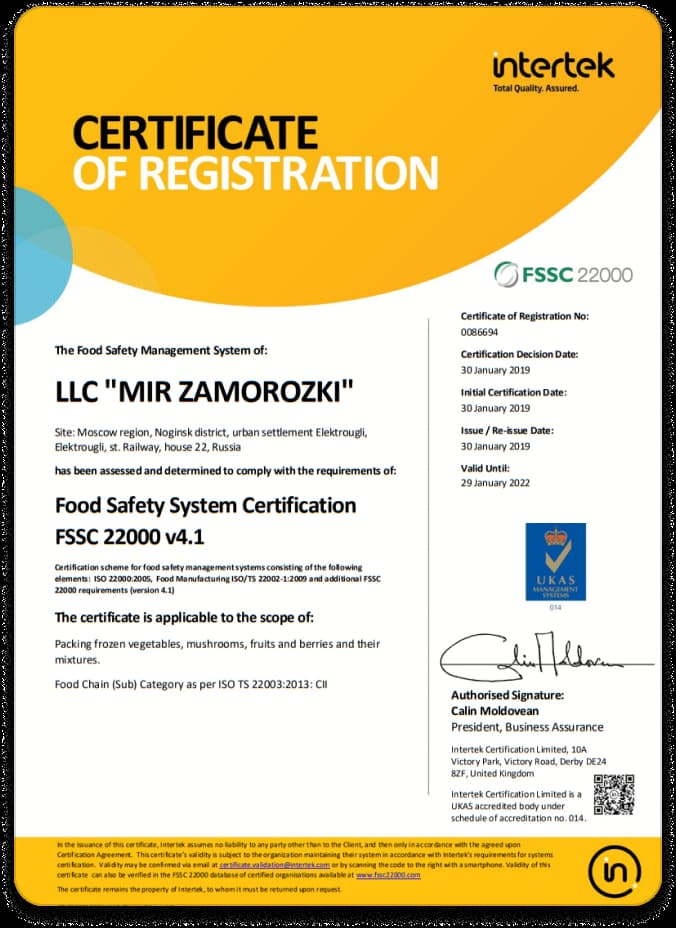 intertek
Total Quality. Assured.
CERTIFICATE
OF REGISTRATION
FSSC 22000
The Food Safety Management System of:
LLC "MIR ZAMOROZKI"
Site: Moscow region, Noginsk district, urban settlement Elektrougli,
Elektrougli, st. Railway, house 22, Russia
has been assessed and determined to comply with the requirements of:
Food Safety System Certification
FSSC 22000 v4.1
Certification scheme for food safety management systems consisting of the following
elements: ISO 22000:2005, Food Manufacturing ISO/TS 22002-1:2009 and additional FSSC
22000 requirements (version 4.1)
The certificate is applicable to the scope of:
Packing frozen vegetables, mushrooms, fruits and berries and their
mixtures.
Food Chain (Sub) Category as per ISO TS 22003:2013: CII
Certificate of Registration No:
0086694
Certification Decision Date:
30 January 2019
Initial Certification Date:
30 January 2019
Issue / Re-issue Date:
30 January 2019
Valid Until:
29 January 2022
UKAS
MANAGEMENT
SYSTEMS
014
Authorised Signature:
Calin Moldovean
President, Business Assurance
Intertek Certification Limited, 10A
Victory Park, Victory Road, Derby DE24
8ZF, United Kingdom
Intertek Certification Limited is a
UKAS accredited body under
schedule of accreditation no. 014.
In the issuance of this certificate, Intertek assumes no liability to any party other than to the Client, and then only in accordance with the agreed upon
Certification Agreement. This certificate's validity is subject to the organization maintaining their system in accordance with Intertek's requirements for systems
certification. Validity may be confirmed via email at certificate.validation@intertek.com or by scanning the code to the right with a smartphone. Validity of this
certificate can also be verified in the FSSC 22000 database of certified organisations available at www.fssc22000.com
The certificate remains the property of Intertek, to whom it must be returned upon request.
in